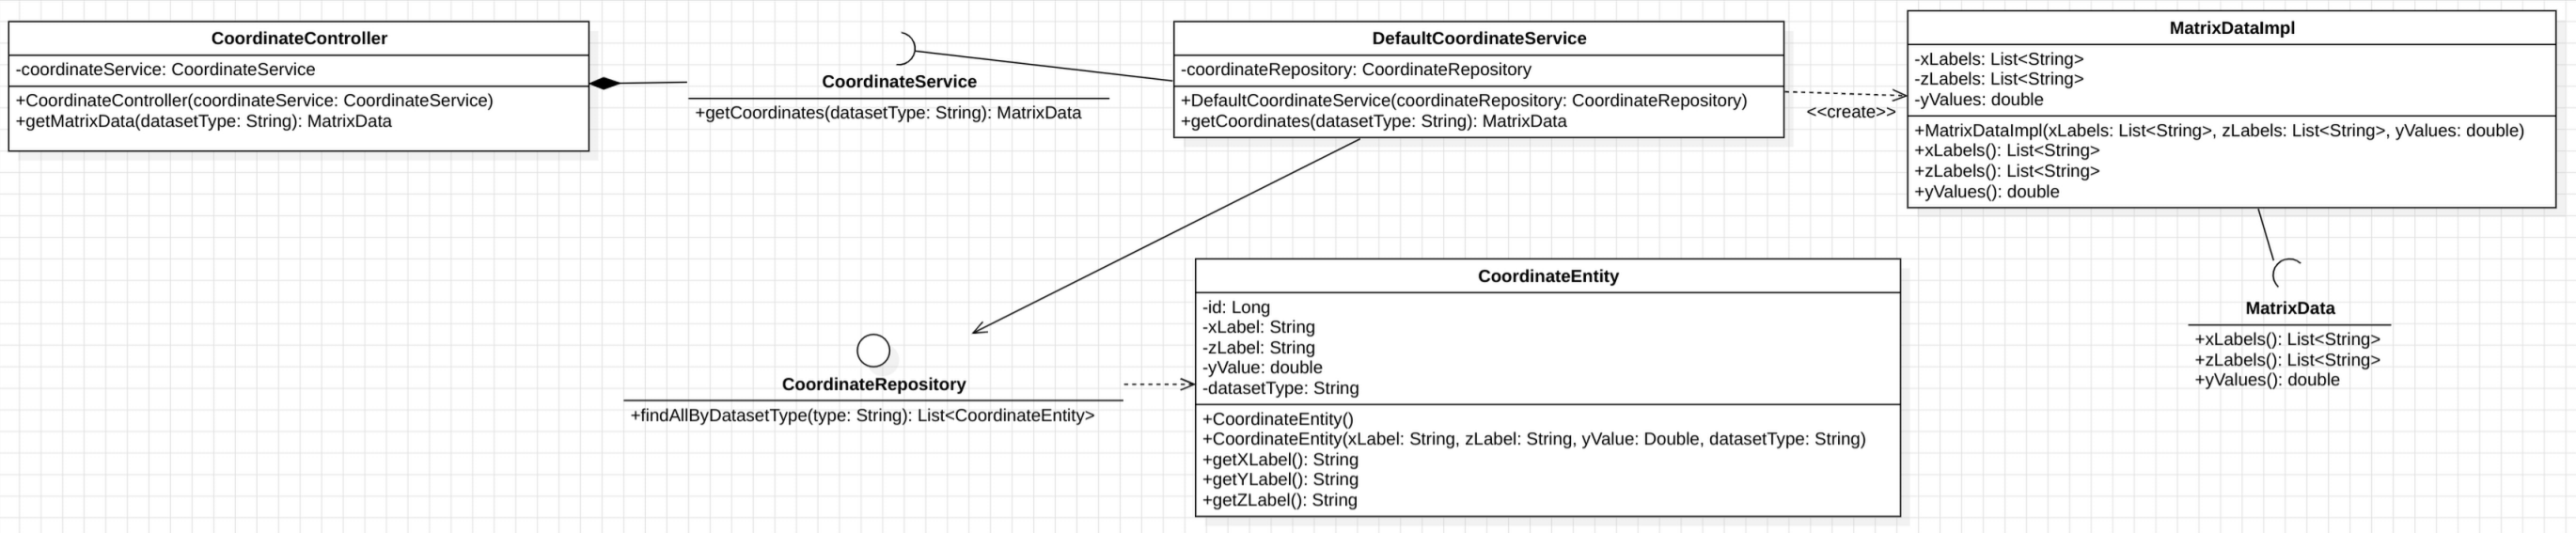 CoordinateController
-coordinateService: CoordinateService
+CoordinateController(coordinateService: CoordinateService)
+getMatrixData(datasetType: String): MatrixData
CoordinateService
+getCoordinates(datasetType: String): MatrixData
DefaultCoordinateService
-coordinateRepository: CoordinateRepository
+DefaultCoordinateService(coordinateRepository: CoordinateRepository)
+getCoordinates(datasetType: String): MatrixData
<<create>>
MatrixDataImpl
-xLabels: List<String>
-zLabels: List<String>
-yValues: double
+MatrixDataImpl(xLabels: List<String>, zLabels: List<String>, yValues: double)
+xLabels(): List<String>
+zLabels(): List<String>
+yValues(): double
CoordinateRepository
+findAllByDatasetType(type: String): List<CoordinateEntity>
CoordinateEntity
-id: Long
-xLabel: String
-zLabel: String
-yValue: double
-datasetType: String
+CoordinateEntity()
+CoordinateEntity(xLabel: String, zLabel: String, yValue: Double, datasetType: String)
+getXLabel(): String
+getYLabel(): String
+getZLabel(): String
MatrixData
+xLabels(): List<String>
+zLabels(): List<String>
+yValues(): double